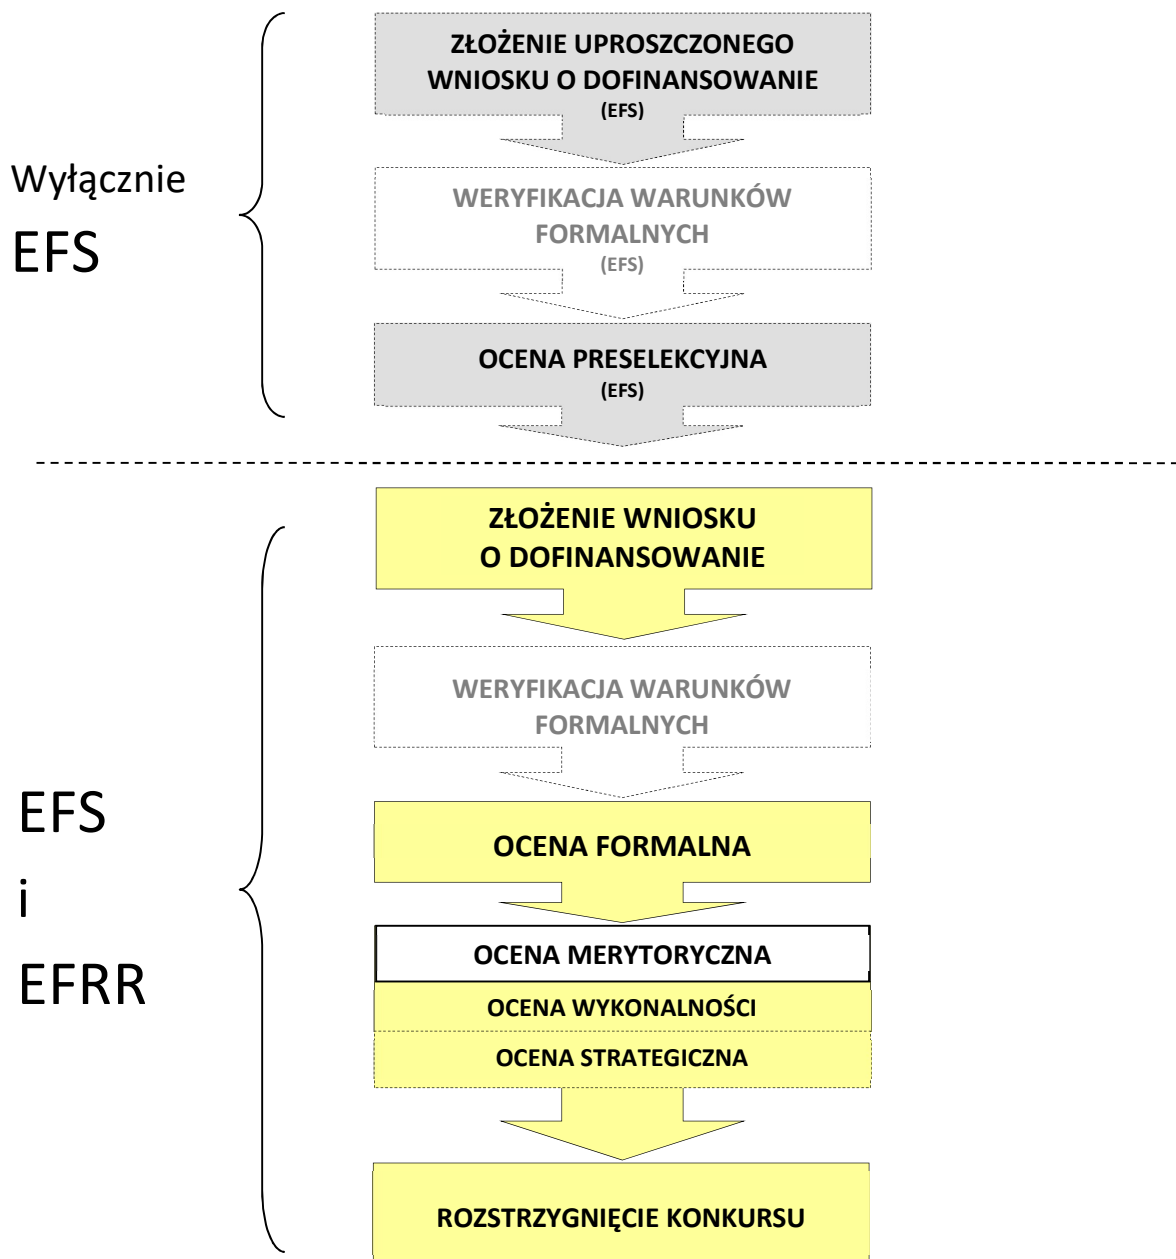 ZŁOŻENIE UPROSZCZONEGO
WNIOSKU O DOFINANSOWANIE
(EFS)
Wyłącznie
EFS
WERYFIKACJA WARUNKÓW
FORMALNYCH
(EFS)
OCENA PRESELEKCYJNA
(EFS)
ZŁOŻENIE WNIOSKU
O DOFINANSOWANIE
WERYFIKACJA WARUNKÓW
FORMALNYCH
EFS
i
EFRR
OCENA FORMALNA
OCENA MERYTORYCZNA
OCENA WYKONALNOŚCI
OCENA STRATEGICZNA
ROZSTRZYGNIĘCIE KONKURSU